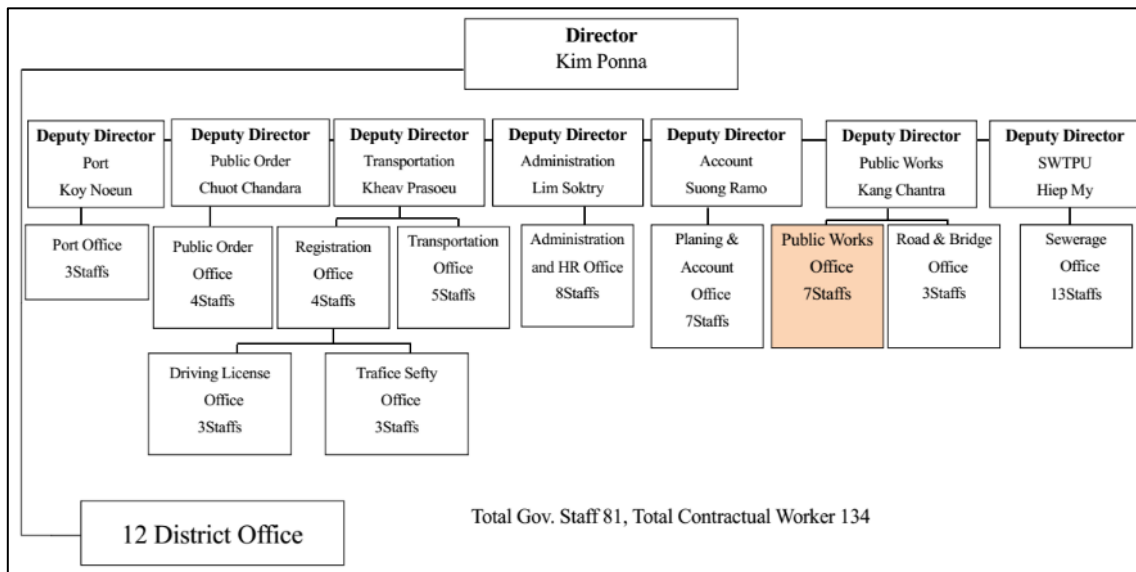 Director
Kim Ponna
Deputy Director
Port
Koy Noeun
Deputy Director
Public Order
Chuot Chandara
Deputy Director
Transportation
Kheav Prasoeu
Deputy Director
Administration
Lim Soktry
Deputy Director
Account
Suong Ramo
Deputy Director
Public Works
Kang Chantra
Deputy Director
SWTPU
Hiep My
Port Office
3Staffs
Public Order
Office
4Staffs
Registration
Office
4Staffs
Transportation
Office
5Staffs
Administration
and HR Office
8Staffs
Planing &
Account
Office
7Staffs
Public Works
Office
7Staffs
Road & Bridge
Office
3Staffs
Sewerage
Office
13Staffs
Driving License
Office
3Staffs
Trafice Sefty
Office
3Staffs
12 District Office
Total Gov. Staff 81, Total Contractual Worker 134